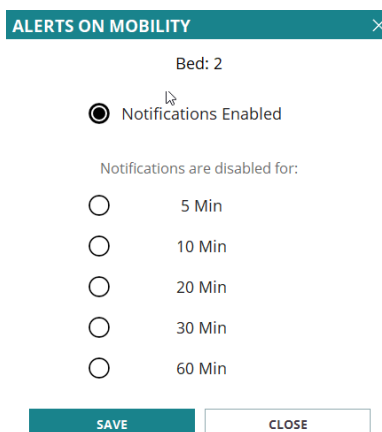 ALERTS ON MOBILITY
Bed: 2
Notifications Enabled
Notifications are disabled for:
5 Min
10 Min
20 Min
30 Min
60 Min
SAVE CLOSE